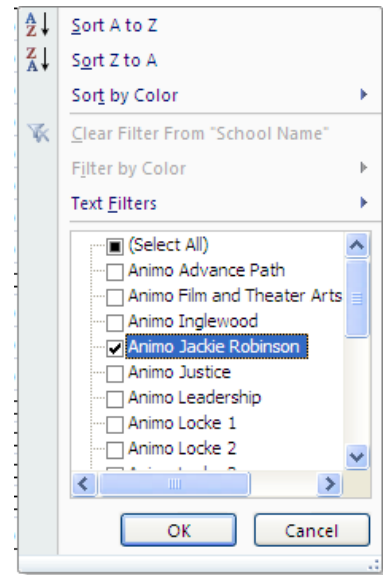 Sort A to Z
Sort Z to A
Sort by Color
Clear Filter From "School Name"
Filter by Color
Text Filters
(Select All)
Animo Advance Path
Animo Film and Theater Arts
Animo Inglewood
Animo Jackie Robinson
Animo Justice
Animo Leadership
Animo Locke 1
Animo Locke 2
OK
Cancel